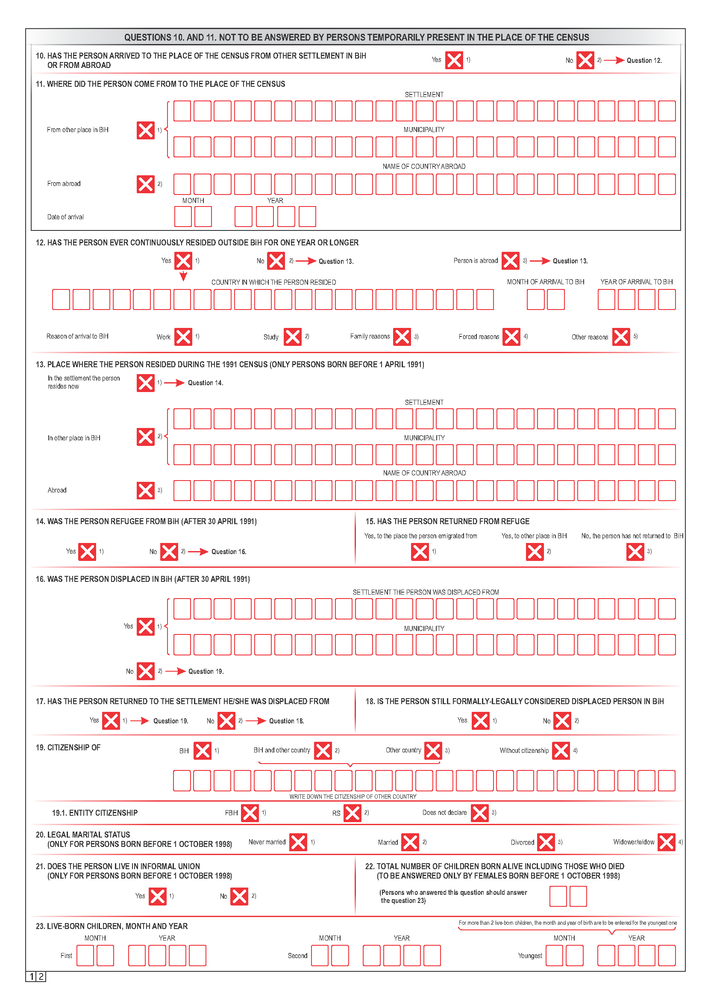 QUESTIONS 10. AND 11. NOT TO BE ANSWERED BY PERSONS TEMPORARILY PRESENT IN THE PLACE OF THE CENSUS
10. HAS THE PERSON ARRIVED TO THE PLACE OF THE CENSUS FROM OTHER SETTLEMENT IN BiH
OR FROM ABROAD
Yes 1) No 2) Question 12.
11. WHERE DID THE PERSON COME FROM TO THE PLACE OF THE CENSUS
SETTLEMENT
From other place in BiH 1)
MUNICIPALITY
NAME OF COUNTRY ABROAD
From abroad 2)
MONTH YEAR
Date of arrival
12. HAS THE PERSON EVER CONTINUOUSLY RESIDED OUTSIDE BiH FOR ONE YEAR OR LONGER
Yes 1) No 2) Question 13. Person is abroad 3) Question 13.
COUNTRY IN WHICH THE PERSON RESIDED MONTH OF ARRIVAL TO BiH YEAR OF ARRIVAL TO BiH
Reason of arrival to BiH Work 1) Study 2) Family reasons 3) Forced reasons 4) Other reasons 5)
13. PLACE WHERE THE PERSON RESIDED DURING THE 1991 CENSUS (ONLY PERSONS BORN BEFORE 1 APRIL 1991)
In the settlement the person
resides now
1) Question 14.
SETTLEMENT
In other place in BiH 2)
MUNICIPALITY
NAME OF COUNTRY ABROAD
Abroad 3)
14. WAS THE PERSON REFUGEE FROM BiH (AFTER 30 APRIL 1991)
Yes 1) No 2) Question 16.
15. HAS THE PERSON RETURNED FROM REFUGE
Yes, to the place the person emigrated from Yes, to other place in BiH No, the person has not returned to BiH
1) 2) 3)
16. WAS THE PERSON DISPLACED IN BiH (AFTER 30 APRIL 1991)
SETTLEMENT THE PERSON WAS DISPLACED FROM
Yes 1)
MUNICIPALITY
No 2) Question 19.
17. HAS THE PERSON RETURNED TO THE SETTLEMENT HE/SHE WAS DISPLACED FROM
Yes 1) Question 19. No 2) Question 18.
18. IS THE PERSON STILL FORMALLY-LEGALLY CONSIDERED DISPLACED PERSON IN BiH
Yes 1) No 2)
19. CITIZENSHIP OF BiH 1) BiH and other country 2) Other country 3) Without citizenship 4)
WRITE DOWN THE CITIZENSHIP OF OTHER COUNTRY
19.1. ENTITY CITIZENSHIP FBiH 1) RS 2) Does not declare 3)
20. LEGAL MARITAL STATUS
(ONLY FOR PERSONS BORN BEFORE 1 OCTOBER 1998)
Never married 1) Married 2) Divorced 3) Widower/widow 4)
21. DOES THE PERSON LIVE IN INFORMAL UNION
(ONLY FOR PERSONS BORN BEFORE 1 OCTOBER 1998)
Yes 1) No 2)
22. TOTAL NUMBER OF CHILDREN BORN ALIVE INCLUDING THOSE WHO DIED
(TO BE ANSWERED ONLY BY FEMALES BORN BEFORE 1 OCTOBER 1998)
(Persons who answered this question should answer
the question 23)
23. LIVE-BORN CHILDREN, MONTH AND YEAR
For more than 2 live-born children, the month and year of birth are to be entered for the youngest one
MONTH YEAR MONTH YEAR MONTH YEAR
First Second Youngest
1 2